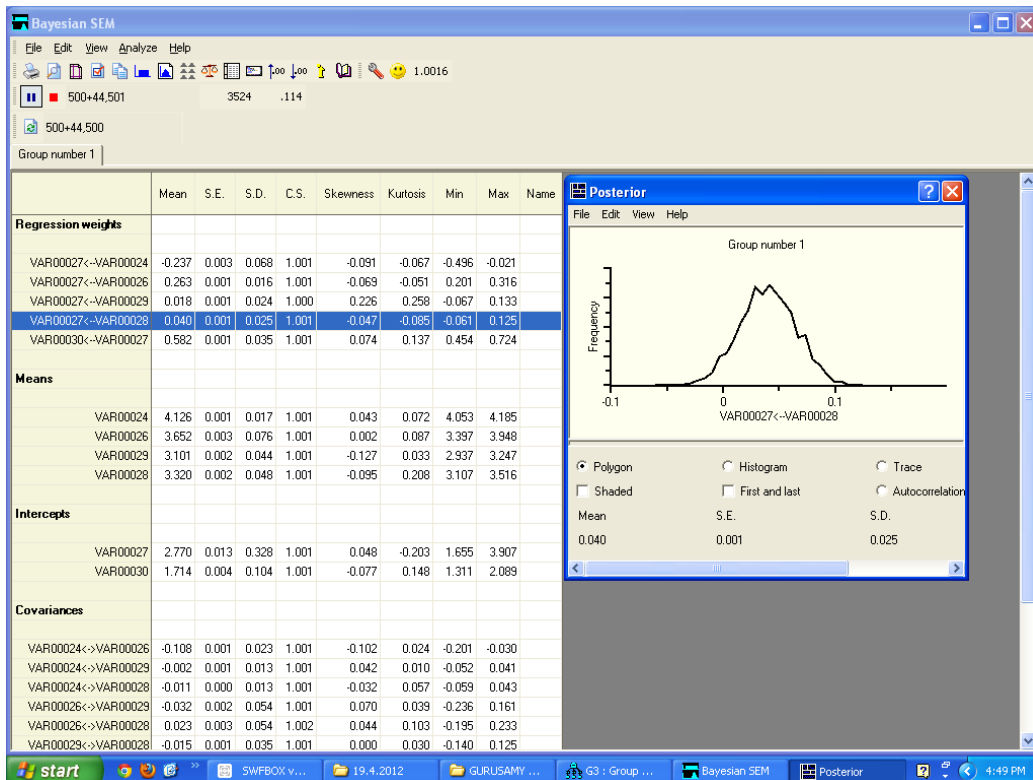 Bayesian SEM
File Edit View Analyze Help
1.0016
500+44,501 3524 .114
500+44,500
Group number 1
Mean S.E. S.D. C.S. Skewness Kurtosis Min Max Name
Regression weights
VAR00027<--VAR00024 -0.237 0.003 0.068 1.001 -0.091 -0.067 -0.496 -0.021
VAR00027<--VAR00026 0.263 0.001 0.016 1.001 -0.069 -0.051 0.201 0.316
VAR00027<--VAR00029 0.018 0.001 0.024 1.000 0.226 0.258 -0.067 0.133
VAR00027<--VAR00028 0.040 0.001 0.025 1.001 -0.047 -0.085 -0.061 0.125
VAR00030<--VAR00027 0.582 0.001 0.035 1.001 0.074 0.137 0.454 0.724
Means
VAR00024 4.126 0.001 0.017 1.001 0.043 0.072 4.053 4.185
VAR00026 3.652 0.003 0.076 1.001 0.002 0.087 3.397 3.948
VAR00029 3.101 0.002 0.044 1.001 -0.127 0.033 2.937 3.247
VAR00028 3.320 0.002 0.048 1.001 -0.095 0.208 3.107 3.516
Intercepts
VAR00027 2.770 0.013 0.328 1.001 0.048 -0.203 1.655 3.907
VAR00030 1.714 0.004 0.104 1.001 -0.077 0.148 1.311 2.089
Covariances
VAR00024<->VAR00026 -0.108 0.001 0.023 1.001 -0.102 0.024 -0.201 -0.030
VAR00024<->VAR00029 -0.002 0.001 0.013 1.001 0.042 0.010 -0.052 0.041
VAR00024<->VAR00028 -0.011 0.000 0.013 1.001 -0.032 0.057 -0.059 0.043
VAR00026<->VAR00029 -0.032 0.002 0.054 1.001 0.070 0.039 -0.236 0.161
VAR00026<->VAR00028 0.023 0.003 0.054 1.002 0.044 0.103 -0.195 0.233
VAR00029<->VAR00028 -0.015 0.001 0.035 1.001 0.000 0.030 -0.140 0.125
Posterior
File Edit View Help
Group number 1
Frequency
-0.1 0 0.1
VAR00027<--VAR00028
Polygon Histogram Trace
Shaded First and last Autocorrelation
Mean S.E. S.D.
0.040 0.001 0.025
start SWFBOX v... 19.4.2012 GURUSAMY ... G3 : Group ... Bayesian SEM Posterior 4:49 PM